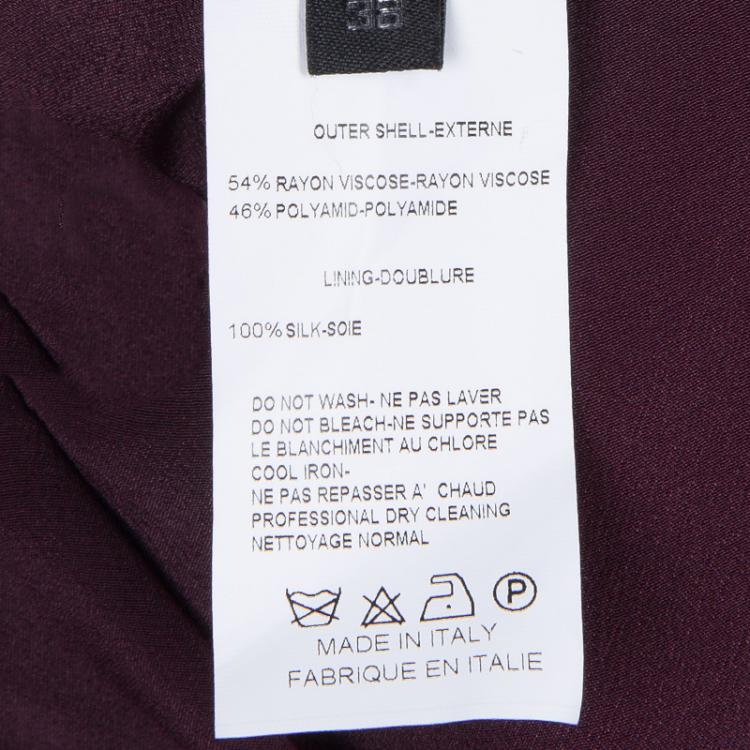 36
OUTER SHELL-EXTERNE
54% RAYON VISCOSE-RAYON VISCOSE
46% POLYAMID-POLYAMIDE
LINING-DOUBLURE
100% SILK-SOIE
DO NOT WASH- NE PAS LAVER
DO NOT BLEACH-NE SUPPORTE PAS
LE BLANCHIMENT AU CHLORE
COOL IRON-
NE PAS REPASSER A' CHAUD
PROFESSIONAL DRY CLEANING
NETTOYAGE NORMAL
P
MADE IN ITALY
FABRIQUE EN ITALIE